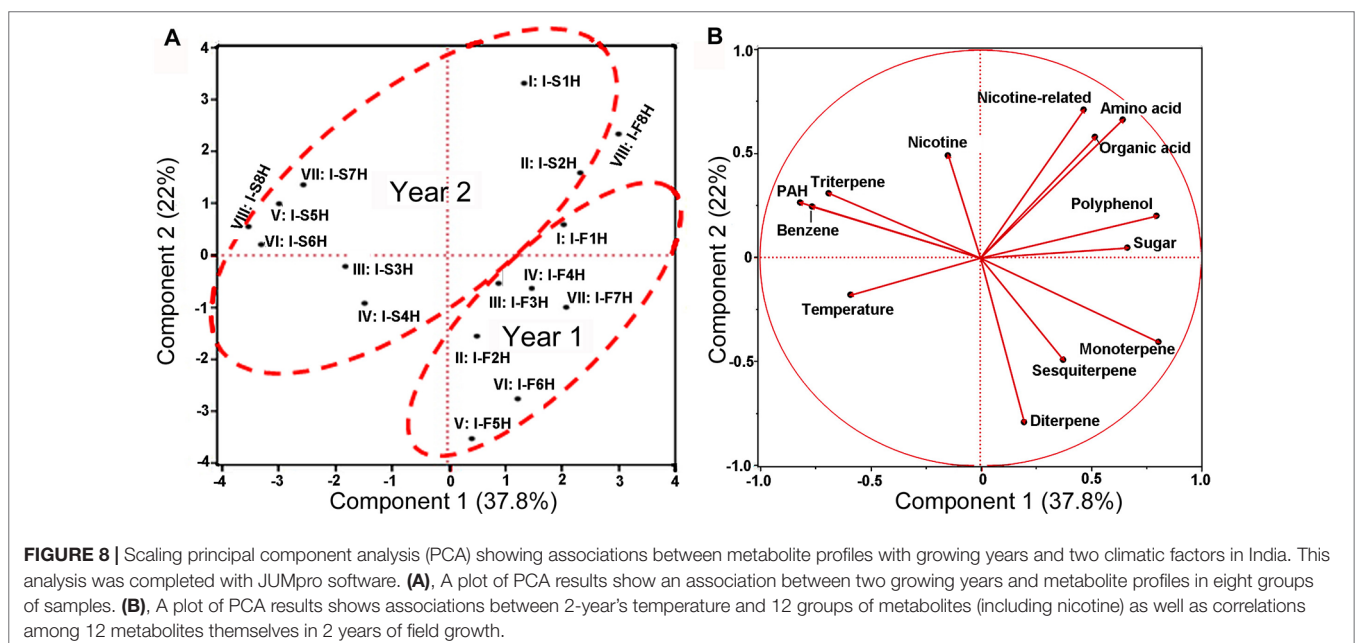 A
Component 2 (22%)
4
3
2
1
0
-1
-2
-3
-4
I: I-S1H
VIII: I-F8H
II: I-S2H
VII: I-S7H
Year 2
VIII: I-S8H
V: I-S5H
VI: I-S6H
I: I-F1H
III: I-S3H
IV: I-F4H
III: I-F3H
VII: I-F7H
IV: I-S4H
Year 1
II: I-F2H
VI: I-F6H
V: I-F5H
-4 -3 -2 -1 0 1 2 3 4
Component 1 (37.8%)
B
Component 2 (22%)
1.0
0.5
0
-0.5
-1.0
Nicotine-related
Amino acid
Nicotine
Organic acid
Triterpene
PAH
Benzene
Polyphenol
Sugar
Temperature
Monoterpene
Sesquiterpene
Diterpene
-1.0 -0.5 0 0.5 1.0
Component 1 (37.8%)
FIGURE 8 | Scaling principal component analysis (PCA) showing associations between metabolite profiles with growing years and two climatic factors in India. This
analysis was completed with JUMpro software. (A), A plot of PCA results show an association between two growing years and metabolite profiles in eight groups
of samples. (B), A plot of PCA results shows associations between 2-year's temperature and 12 groups of metabolites (including nicotine) as well as correlations
among 12 metabolites themselves in 2 years of field growth.